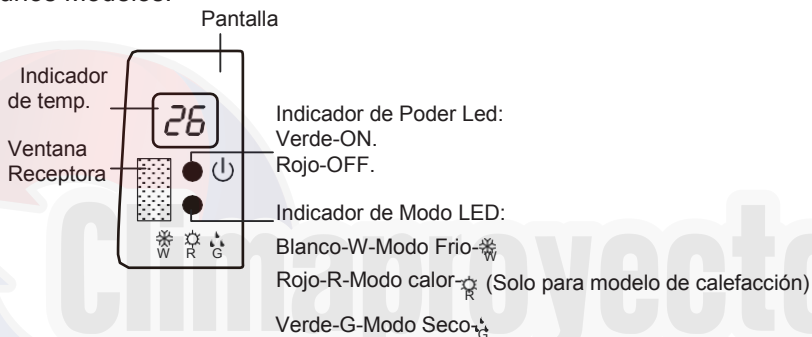 Pantalla
Indicador
de temp.
26
Ventana
Receptora
W R G
Indicador de Poder Led:
Verde-ON.
Rojo-OFF.
Indicador de Modo LED:
Blanco-W-Modo Frio-W
Rojo-R-Modo calor-R (Solo para modelo de calefacción)
Verde-G-Modo Seco-G
Climaproyecto